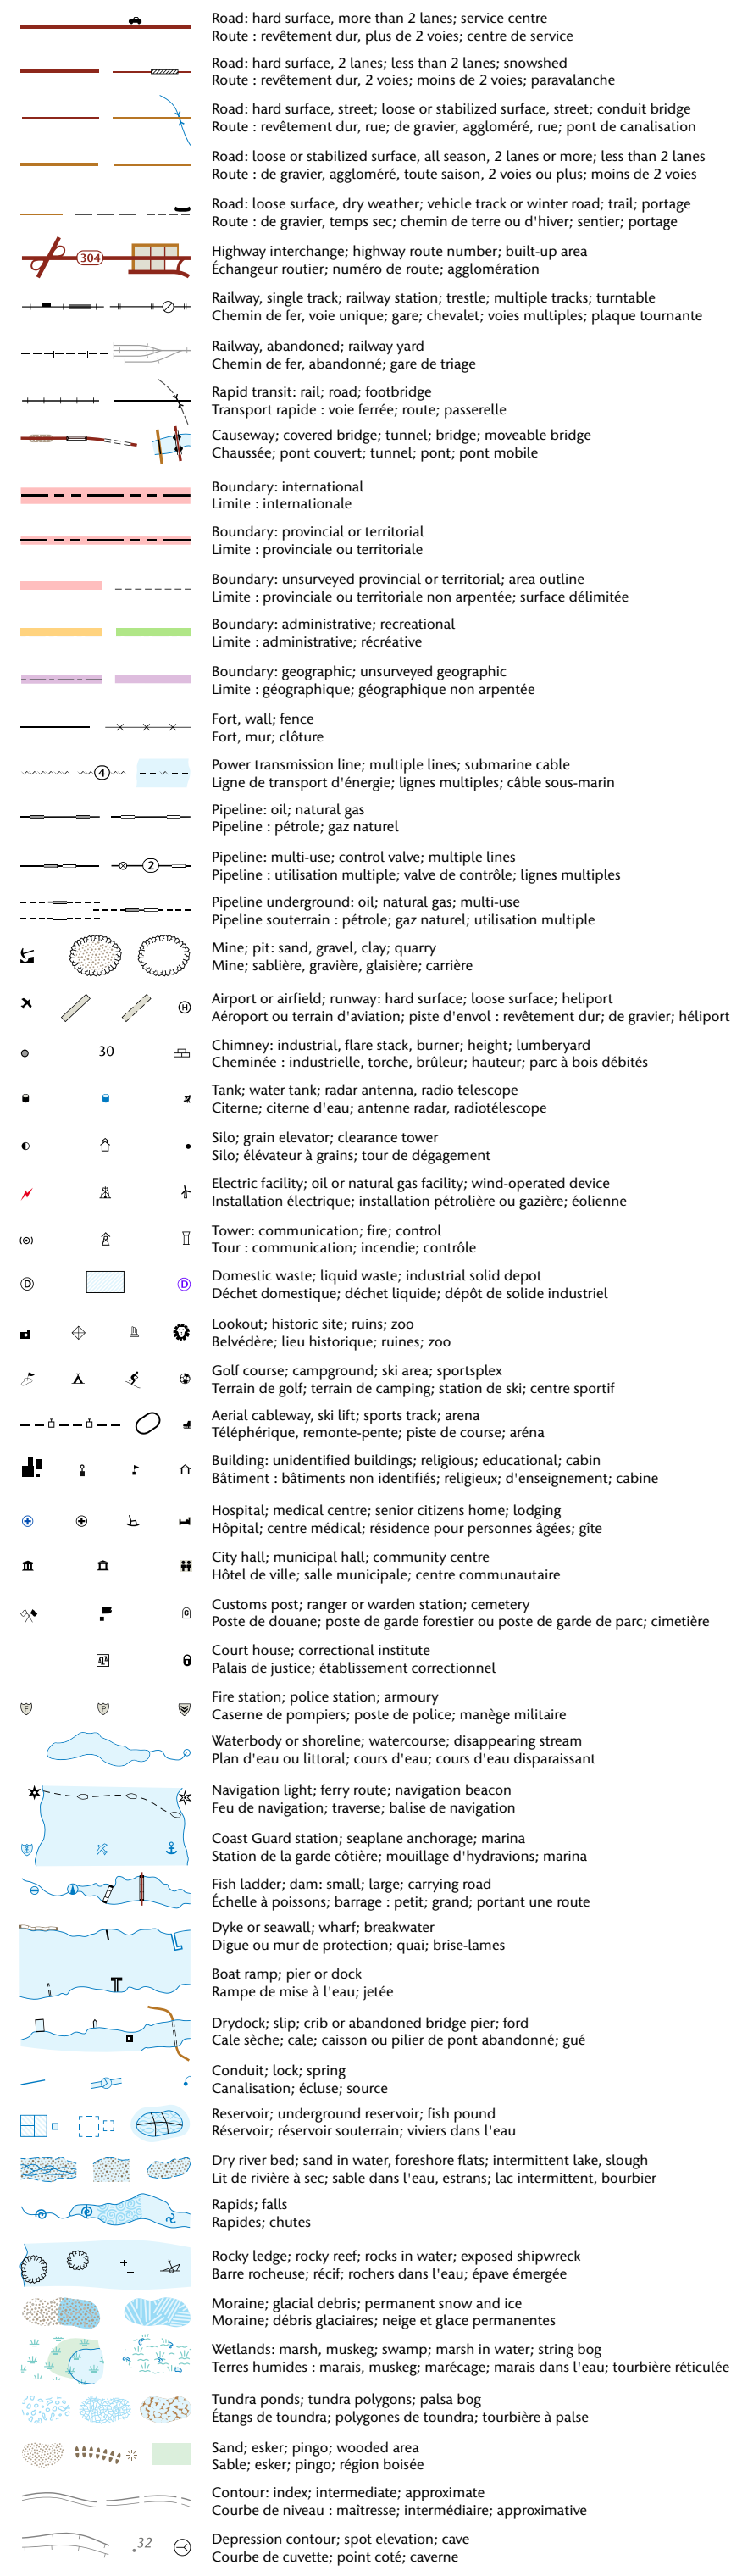 Road: hard surface, more than 2 lanes; service centre
Route : revêtement dur, plus de 2 voies; centre de service
Road: hard surface, 2 lanes; less than 2 lanes; snowshed
Route : revêtement dur, 2 voies; moins de 2 voies; paravalanche
Road: hard surface, street; loose or stabilized surface, street; conduit bridge
Route : revêtement dur, rue; de gravier, aggloméré, rue; pont de canalisation
Road: loose or stabilized surface, all season, 2 lanes or more; less than 2 lanes
Route : de gravier, aggloméré, toute saison, 2 voies ou plus; moins de 2 voies
Road: loose surface, dry weather; vehicle track or winter road; trail; portage
Route : de gravier, temps sec; chemin de terre ou d'hiver; sentier; portage
304
Highway interchange; highway route number; built-up area
Échangeur routier; numéro de route; agglomération
Railway, single track; railway station; trestle; multiple tracks; turntable
Chemin de fer, voie unique; gare; chevalet; voies multiples; plaque tournante
Railway, abandoned; railway yard
Chemin de fer, abandonné; gare de triage
Rapid transit: rail; road; footbridge
Transport rapide : voie ferrée; route; passerelle
Causeway; covered bridge; tunnel; bridge; moveable bridge
Chaussée; pont couvert; tunnel; pont; pont mobile
Boundary: international
Limite : internationale
Boundary: provincial or territorial
Limite : provinciale ou territoriale
Boundary: unsurveyed provincial or territorial; area outline
Limite : provinciale ou territoriale non arpentée; surface délimitée
Boundary: administrative; recreational
Limite : administrative; récréative
Boundary: geographic; unsurveyed geographic
Limite : géographique; géographique non arpentée
Fort, wall; fence
Fort, mur; clôture
4
Power transmission line; multiple lines; submarine cable
Ligne de transport d'énergie; lignes multiples; câble sous-marin
Pipeline: oil; natural gas
Pipeline : pétrole; gaz naturel
2
Pipeline: multi-use; control valve; multiple lines
Pipeline : utilisation multiple; valve de contrôle; lignes multiples
Pipeline underground: oil; natural gas; multi-use
Pipeline souterrain : pétrole; gaz naturel; utilisation multiple
Mine; pit: sand, gravel, clay; quarry
Mine; sablière, gravière, glaisière; carrière
H
Airport or airfield; runway: hard surface; loose surface; heliport
Aéroport ou terrain d'aviation; piste d'envol : revêtement dur; de gravier; héliport
30
Chimney: industrial, flare stack, burner; height; lumberyard
Cheminée : industrielle, torche, brûleur; hauteur; parc à bois débités
Tank; water tank; radar antenna, radio telescope
Citerne; citerne d'eau; antenne radar, radiotélescope
Silo; grain elevator; clearance tower
Silo; élévateur à grains; tour de dégagement
Electric facility; oil or natural gas facility; wind-operated device
Installation électrique; installation pétrolière ou gazière; éolienne
Tower: communication; fire; control
Tour : communication; incendie; contrôle
D D
Domestic waste; liquid waste; industrial solid depot
Déchet domestique; déchet liquide; dépôt de solide industriel
Lookout; historic site; ruins; zoo
Belvédère; lieu historique; ruines; zoo
Golf course; campground; ski area; sportsplex
Terrain de golf; terrain de camping; station de ski; centre sportif
Aerial cableway, ski lift; sports track; arena
Téléphérique, remonte-pente; piste de course; aréna
Building: unidentified buildings; religious; educational; cabin
Bâtiment : bâtiments non identifiés; religieux; d'enseignement; cabine
Hospital; medical centre; senior citizens home; lodging
Hôpital; centre médical; résidence pour personnes âgées; gîte
City hall; municipal hall; community centre
Hôtel de ville; salle municipale; centre communautaire
C
Customs post; ranger or warden station; cemetery
Poste de douane; poste de garde forestier ou poste de garde de parc; cimetière
Court house; correctional institute
Palais de justice; établissement correctionnel
F P
Fire station; police station; armoury
Caserne de pompiers; poste de police; manège militaire
Waterbody or shoreline; watercourse; disappearing stream
Plan d'eau ou littoral; cours d'eau; cours d'eau disparaissant
Navigation light; ferry route; navigation beacon
Feu de navigation; traverse; balise de navigation
Coast Guard station; seaplane anchorage; marina
Station de la garde côtière; mouillage d'hydravions; marina
Fish ladder; dam: small; large; carrying road
Échelle à poissons; barrage : petit; grand; portant une route
Dyke or seawall; wharf; breakwater
Digue ou mur de protection; quai; brise-lames
Boat ramp; pier or dock
Rampe de mise à l'eau; jetée
Drydock; slip; crib or abandoned bridge pier; ford
Cale sèche; cale; caisson ou pilier de pont abandonné; gué
Conduit; lock; spring
Canalisation; écluse; source
Reservoir; underground reservoir; fish pound
Réservoir; réservoir souterrain; viviers dans l'eau
Dry river bed; sand in water, foreshore flats; intermittent lake, slough
Lit de rivière à sec; sable dans l'eau, estrans; lac intermittent, bourbier
Rapids; falls
Rapides; chutes
Rocky ledge; rocky reef; rocks in water; exposed shipwreck
Barre rocheuse; récif; rochers dans l'eau; épave émergée
Moraine; glacial debris; permanent snow and ice
Moraine; débris glaciaires; neige et glace permanentes
Wetlands: marsh, muskeg; swamp; marsh in water; string bog
Terres humides : marais, muskeg; marécage; marais dans l'eau; tourbière réticulée
Tundra ponds; tundra polygons; palsa bog
Étangs de toundra; polygones de toundra; tourbière à palse
Sand; esker; pingo; wooded area
Sable; esker; pingo; région boisée
Contour: index; intermediate; approximate
Courbe de niveau : maîtresse; intermédiaire; approximative
.32
Depression contour; spot elevation; cave
Courbe de cuvette; point coté; caverne